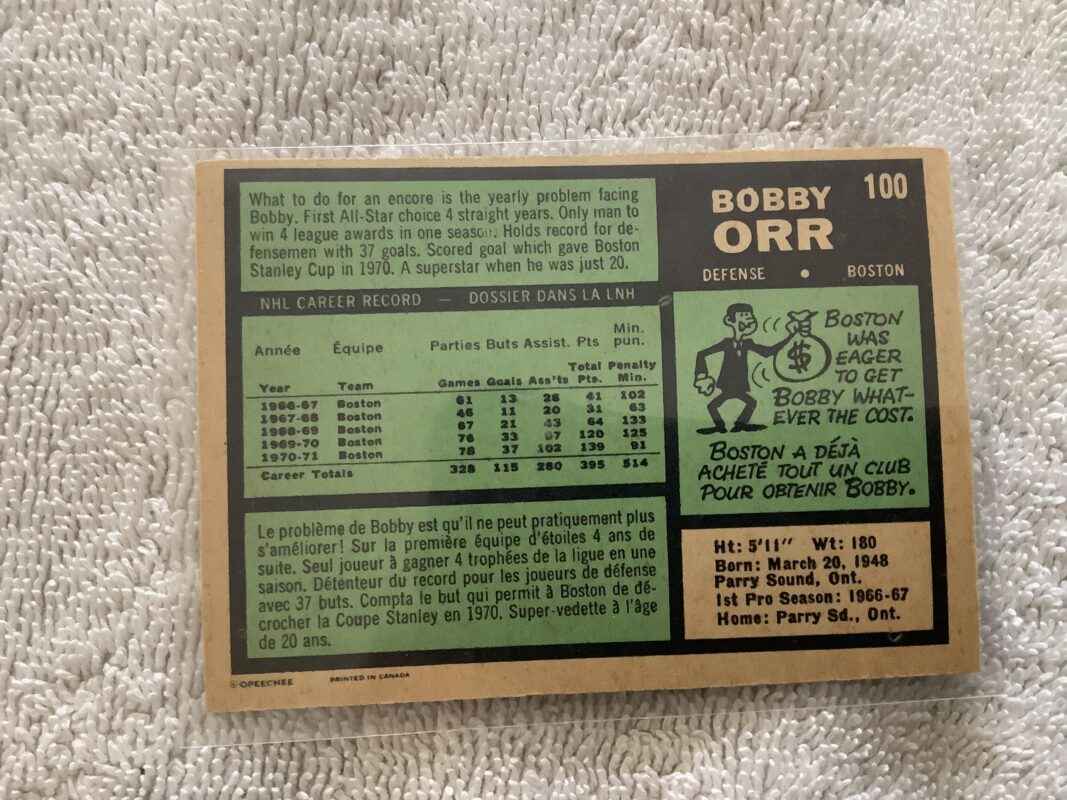 What to do for an encore is the yearly problem facing
Bobby. First All-Star choice 4 straight years. Only man to
win 4 league awards in one season. Holds record for de-
fensemen with 37 goals. Scored goal which gave Boston
Stanley Cup in 1970. A superstar when he was just 20.
BOBBY 100
ORR
DEFENSE • BOSTON
NHL CAREER RECORD — DOSSIER DANS LA LNH
Année Équipe Parties Buts Assist. Pts Min. pun.
Year Team Games Goals Ass'ts Total Pts. Penalty Min.
1966-67 Boston 61 13 28 41 102
1967-68 Boston 46 11 20 31 63
1968-69 Boston 67 21 43 64 133
1969-70 Boston 76 33 87 120 125
1970-71 Boston 78 37 102 139 91
Career Totals 328 115 280 395 514
BOSTON
WAS
EAGER
TO GET
BOBBY WHAT-
EVER THE COST.
$
BOSTON A DÉJÀ
ACHETÉ TOUT UN CLUB
POUR OBTENIR BOBBY.
Le problème de Bobby est qu'il ne peut pratiquement plus
s'améliorer! Sur la première équipe d'étoiles 4 ans de
suite. Seul joueur à gagner 4 trophées de la ligue en une
saison. Détenteur du record pour les joueurs de défense
avec 37 buts. Compta le but qui permit à Boston de dé-
crocher la Coupe Stanley en 1970. Super-vedette à l'âge
de 20 ans.
Ht: 5'11" Wt: 180
Born: March 20, 1948
Parry Sound, Ont.
1st Pro Season: 1966-67
Home: Parry Sd., Ont.
© OPEECHEE PRINTED IN CANADA